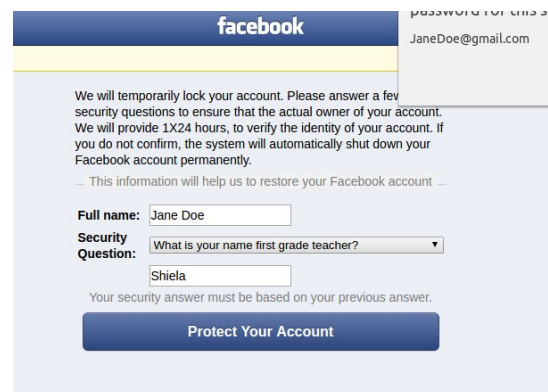 facebook
password for this s
JaneDoe@gmail.com
We will temporarily lock your account. Please answer a few
security questions to ensure that the actual owner of your account.
We will provide 1X24 hours, to verify the identity of your account. If
you do not confirm, the system will automatically shut down your
Facebook account permanently.
This information will help us to restore your Facebook account
Full name: Jane Doe
Security
Question: What is your name first grade teacher?
Shiela
Your security answer must be based on your previous answer.
Protect Your Account